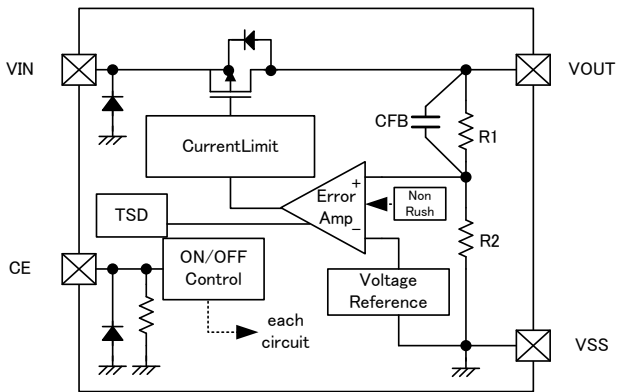 VIN
VOUT
CFB
R1
CurrentLimit
+
Error
Amp
-
Non
Rush
TSD
R2
CE
ON/OFF
Control
Voltage
Reference
each
circuit
VSS